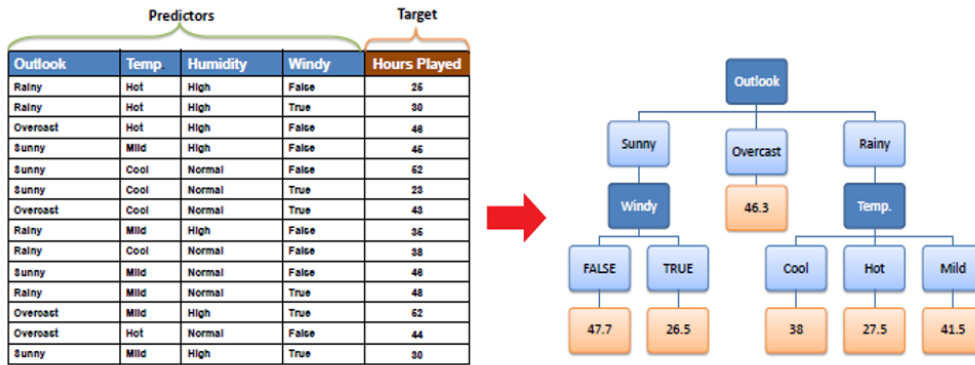 Predictors Target
Outlook Temp. Humidity Windy Hours Played
Rainy Hot High False 25
Rainy Hot High True 30
Overcast Hot High False 46
Sunny Mild High False 45
Sunny Cool Normal False 52
Sunny Cool Normal True 23
Overcast Cool Normal True 43
Rainy Mild High False 35
Rainy Cool Normal False 38
Sunny Mild Normal False 46
Rainy Mild Normal True 48
Overcast Mild High True 52
Overcast Hot Normal False 44
Sunny Mild High True 30
Outlook
Sunny Overcast Rainy
Windy 46.3 Temp.
FALSE TRUE Cool Hot Mild
47.7 26.5 38 27.5 41.5